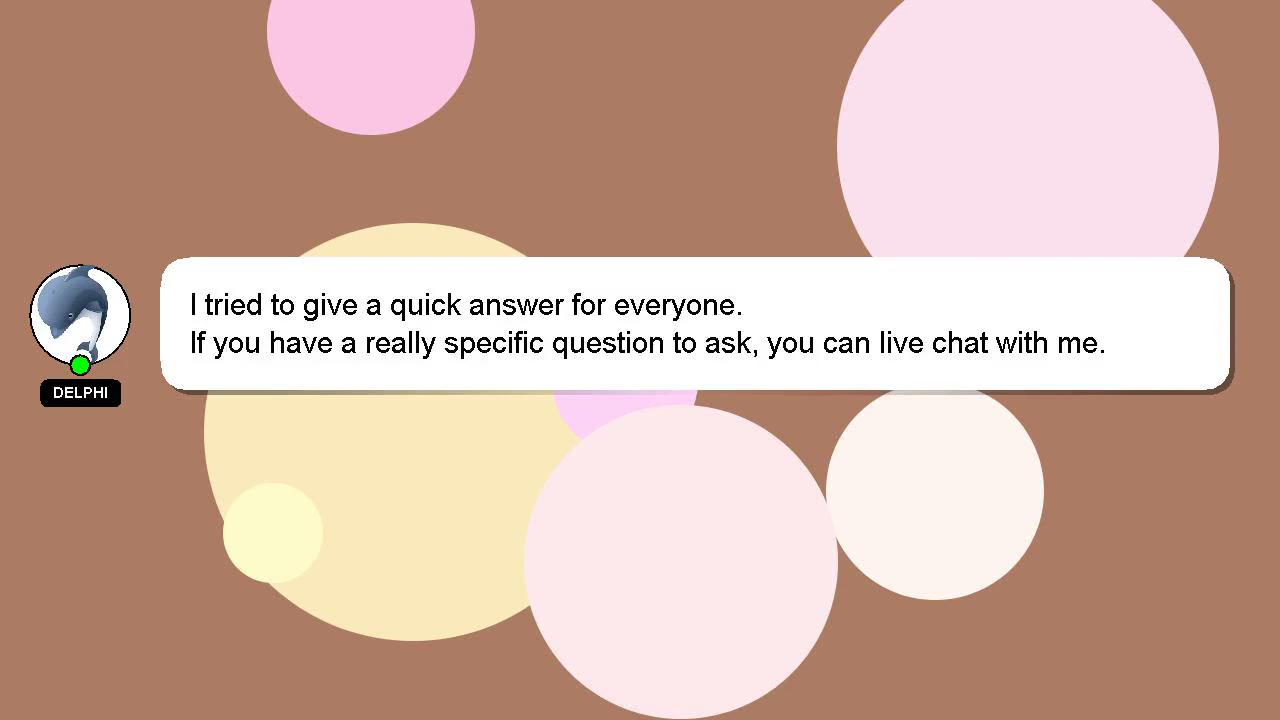 I tried to give a quick answer for everyone.
If you have a really specific question to ask, you can live chat with me.
DELPHI